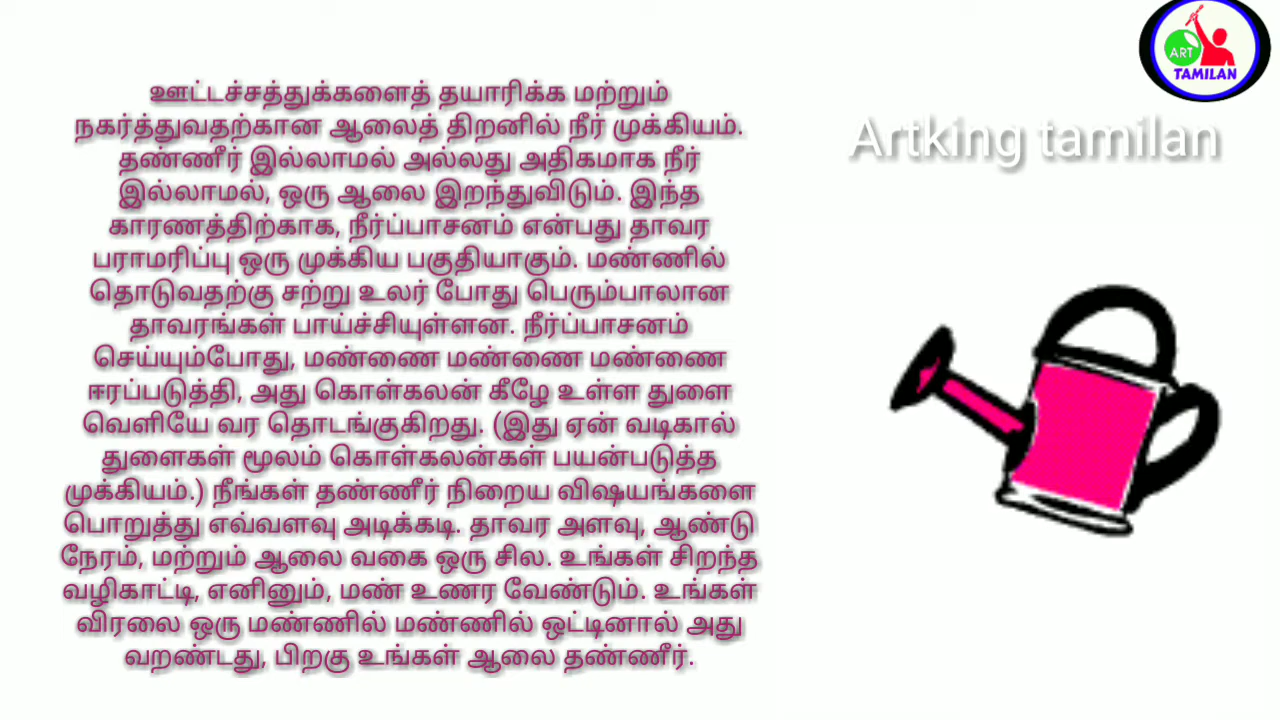 ART
TAMILAN
Artking tamilan
ஊட்டச்சத்துக்களைத் தயாரிக்க மற்றும்
நகர்த்துவதற்கான ஆலைத் திறனில் நீர் முக்கியம்.
தண்ணீர் இல்லாமல் அல்லது அதிகமாக நீர்
இல்லாமல், ஒரு ஆலை இறந்துவிடும். இந்த
காரணத்திற்காக, நீர்ப்பாசனம் என்பது தாவர
பராமரிப்பு ஒரு முக்கிய பகுதியாகும். மண்ணில்
தொடுவதற்கு சற்று உலர் போது பெரும்பாலான
தாவரங்கள் பாய்ச்சியுள்ளன. நீர்ப்பாசனம்
செய்யும்போது, மண்ணை மண்ணை மண்ணை
ஈரப்படுத்தி, அது கொள்கலன் கீழே உள்ள துளை
வெளியே வர தொடங்குகிறது. (இது ஏன் வடிகால்
துளைகள் மூலம் கொள்கலன்கள் பயன்படுத்த
முக்கியம்.) நீங்கள் தண்ணீர் நிறைய விஷயங்களை
பொறுத்து எவ்வளவு அடிக்கடி. தாவர அளவு, ஆண்டு
நேரம், மற்றும் ஆலை வகை ஒரு சில. உங்கள் சிறந்த
வழிகாட்டி, எனினும், மண் உணர வேண்டும். உங்கள்
விரலை ஒரு மண்ணில் மண்ணில் ஒட்டினால் அது
வறண்டது, பிறகு உங்கள் ஆலை தண்ணீர்.